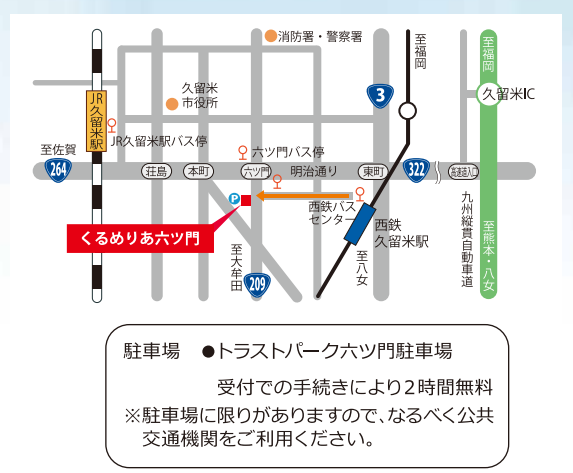 消防署・警察署
至福岡
至福岡
久留米
市役所
3
久留米IC
JR久留米駅
JR久留米駅バス停
六ツ門バス停
至佐賀
264
荘島
本町
六ツ門
明治通り
東町
322
高速道入口
P
西鉄バス
センター
くるめりあ六ツ門
西鉄
久留米駅
九州縦貫自動車道
至熊本・八女
至大牟田
至八女
209
駐車場 ●トラストパーク六ツ門駐車場
受付での手続きにより2時間無料
※駐車場に限りがありますので、なるべく公共
交通機関をご利用ください。